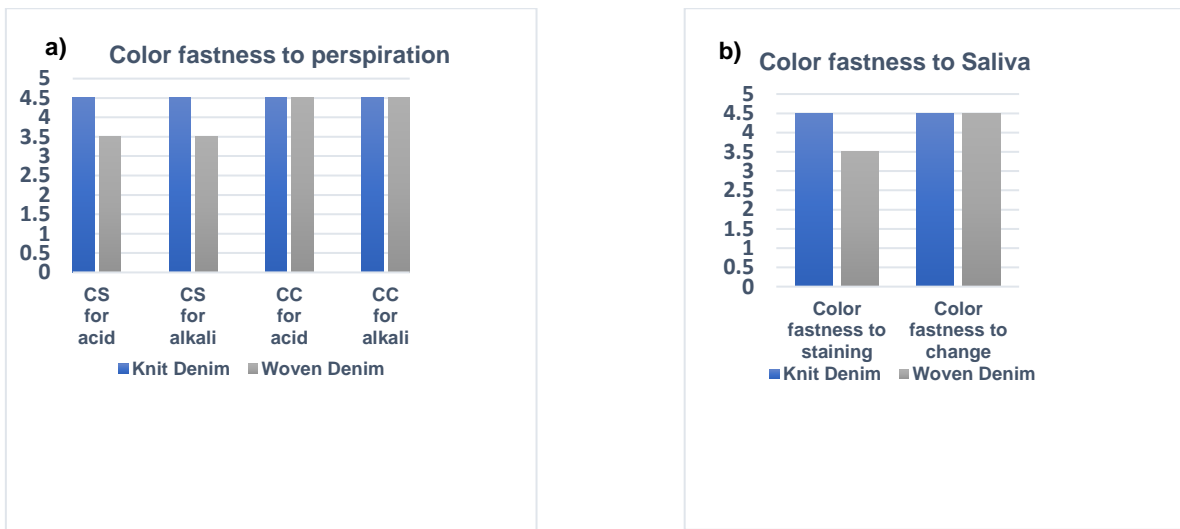 a)
Color fastness to perspiration
5
4.5
4
3.5
3
2.5
2
1.5
1
0.5
0
CS for acid
CS for alkali
CC for acid
CC for alkali
Knit Denim
Woven Denim
b)
Color fastness to Saliva
5
4.5
4
3.5
3
2.5
2
1.5
1
0.5
0
Color fastness to staining
Color fastness to change
Knit Denim
Woven Denim